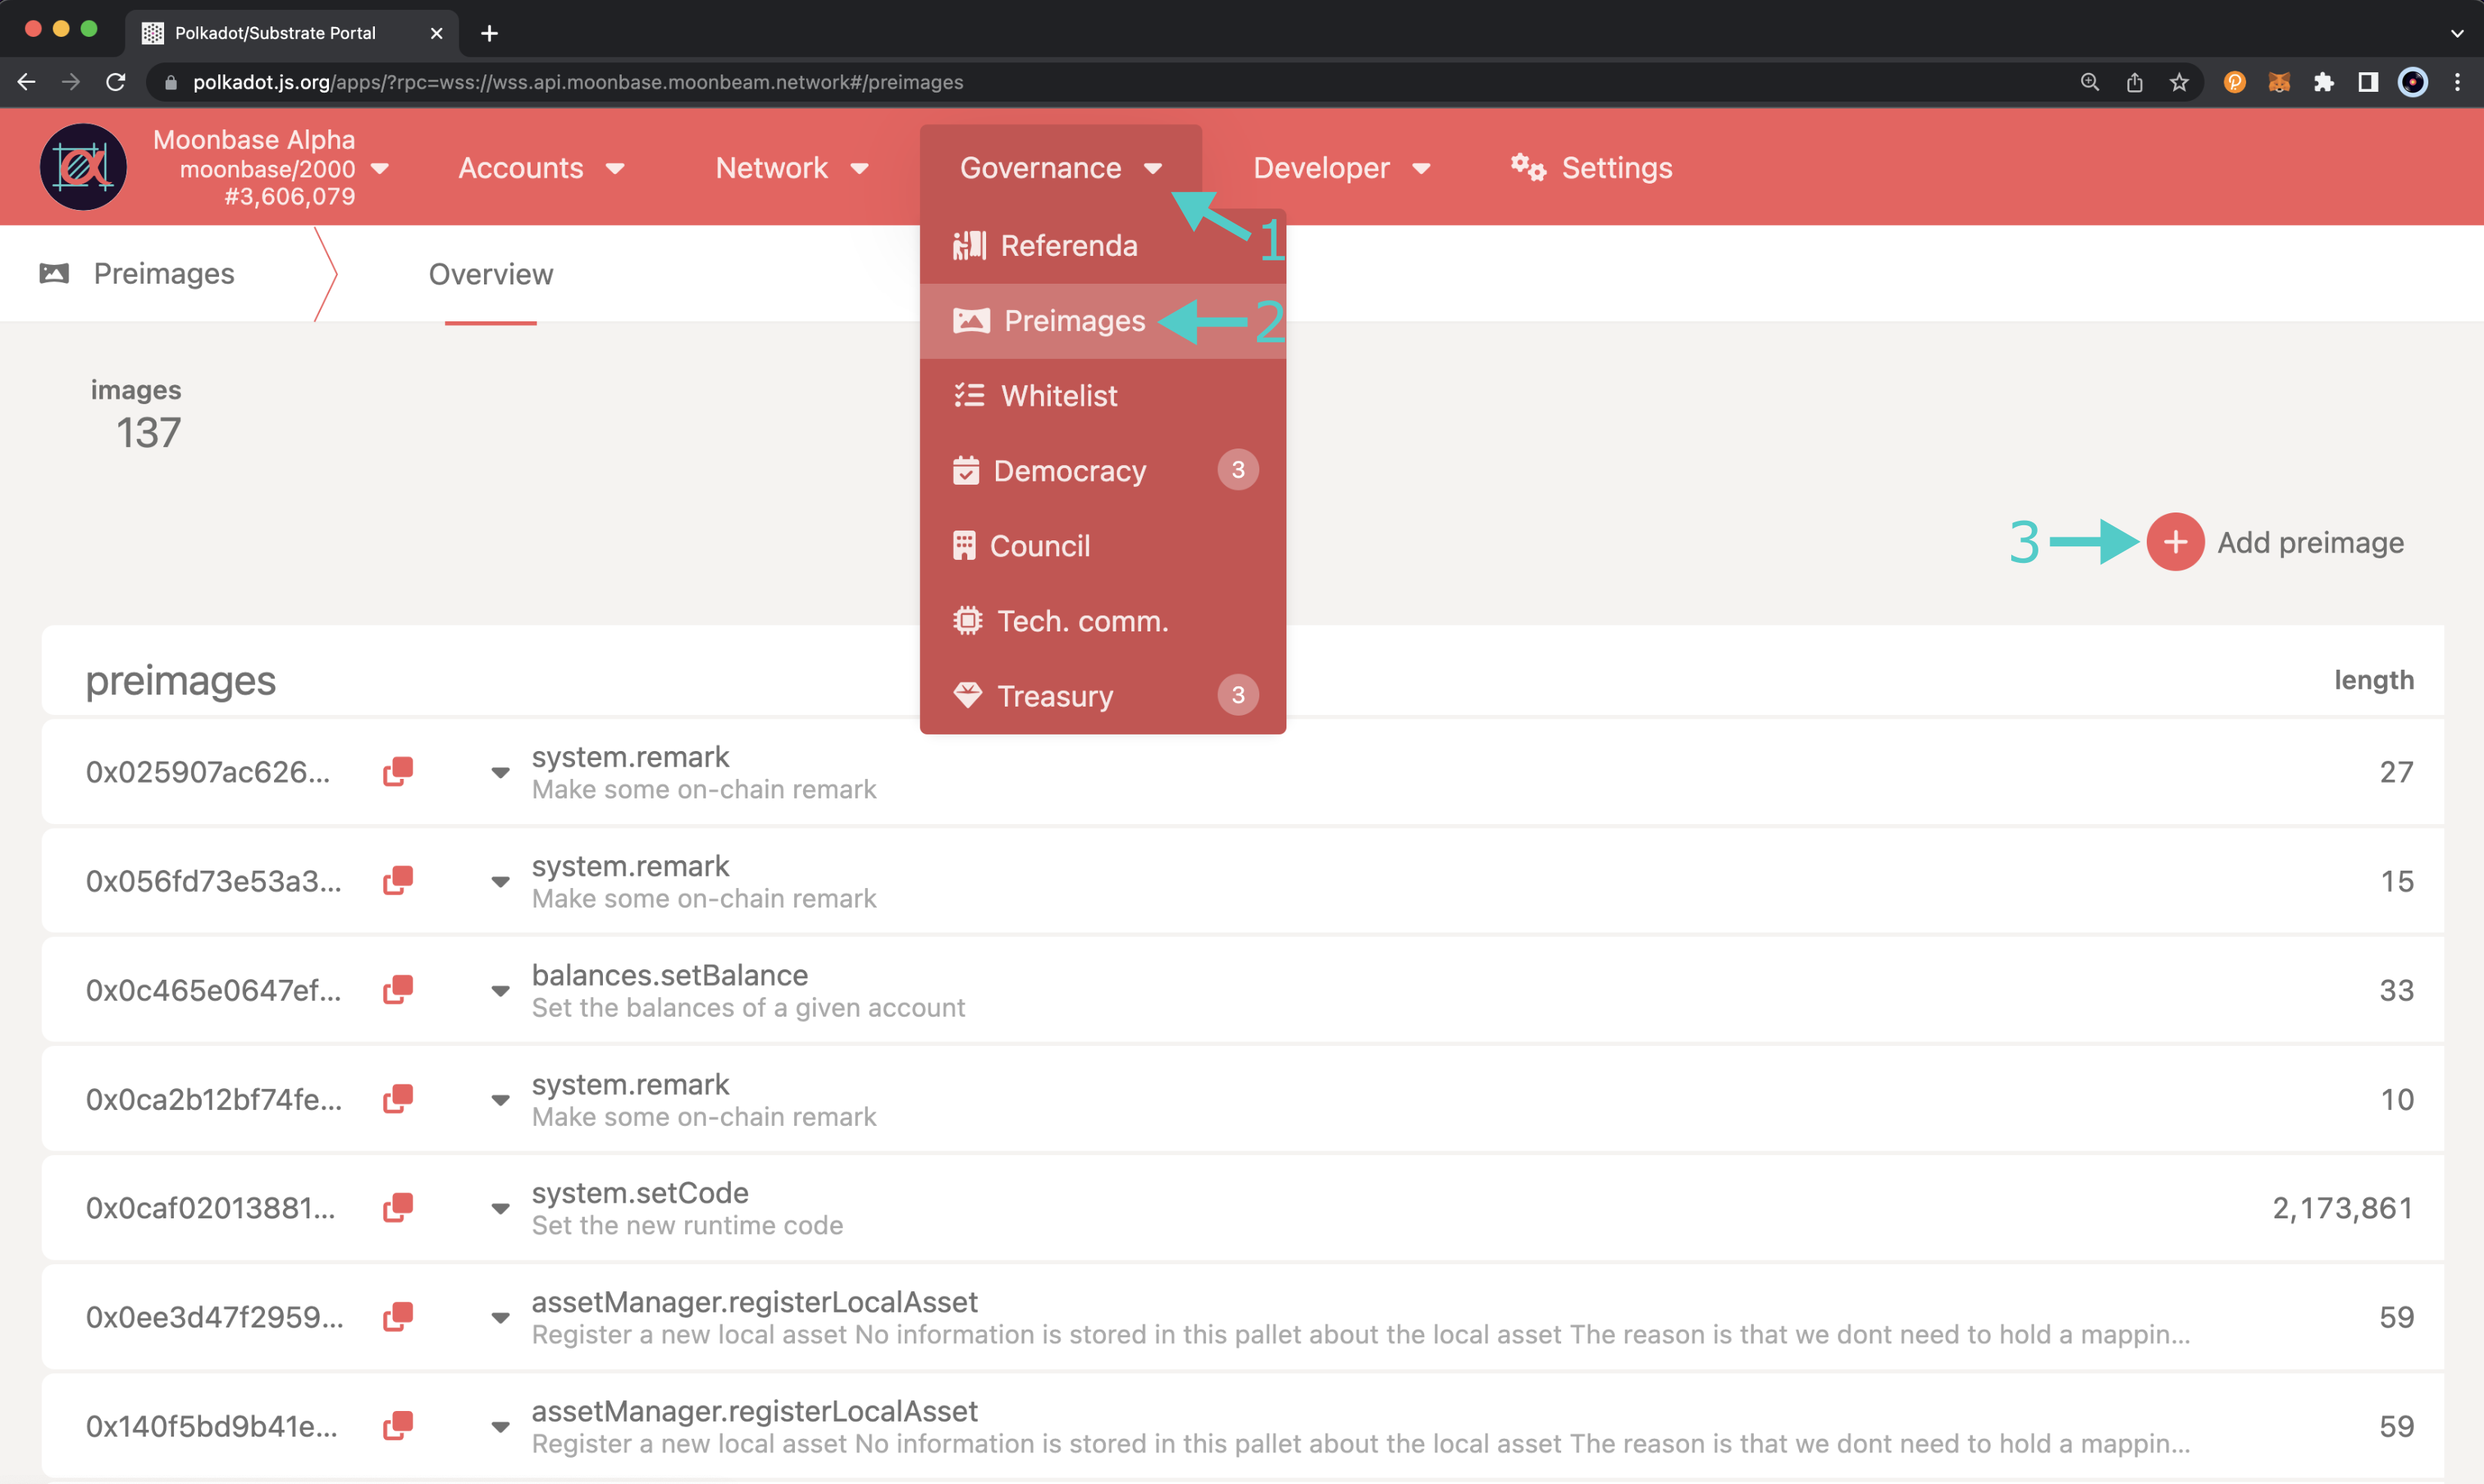 Polkadot/Substrate Portal
polkadot.js.org/apps/?rpc=wss://wss.api.moonbase.moonbeam.network#/preimages
Moonbase Alpha
moonbase/2000
#3,606,079
Accounts
Network
Governance
Developer
Settings
1
Referenda
Preimages
2
Whitelist
Democracy 3
Council
Tech. comm.
Treasury 3
Preimages
Overview
images
137
3
Add preimage
preimages length
0x025907ac626... system.remark 27
Make some on-chain remark
0x056fd73e53a3... system.remark 15
Make some on-chain remark
0x0c465e0647ef... balances.setBalance 33
Set the balances of a given account
0x0ca2b12bf74fe... system.remark 10
Make some on-chain remark
0x0caf02013881... system.setCode 2,173,861
Set the new runtime code
0x0ee3d47f2959... assetManager.registerLocalAsset 59
Register a new local asset No information is stored in this pallet about the local asset The reason is that we dont need to hold a mappin...
0x140f5bd9b41e... assetManager.registerLocalAsset 59
Register a new local asset No information is stored in this pallet about the local asset The reason is that we dont need to hold a mappin...